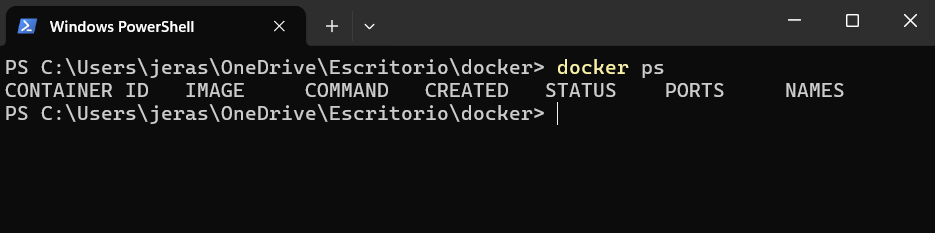 Windows PowerShell
PS C:\Users\jeras\OneDrive\Escritorio\docker> docker ps
CONTAINER ID   IMAGE     COMMAND   CREATED   STATUS    PORTS     NAMES
PS C:\Users\jeras\OneDrive\Escritorio\docker>